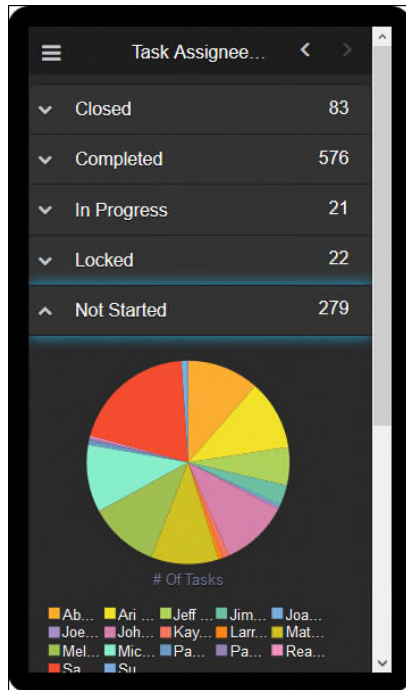 Task Assignee...
Closed 83
Completed 576
In Progress 21
Locked 22
Not Started 279
# Of Tasks
Ab... Ari ... Jeff ... Jim... Joa...
Joe... Joh... Kay... Larr... Mat...
Mel... Mic... Pa... Pa... Rea...
Sa... Su...